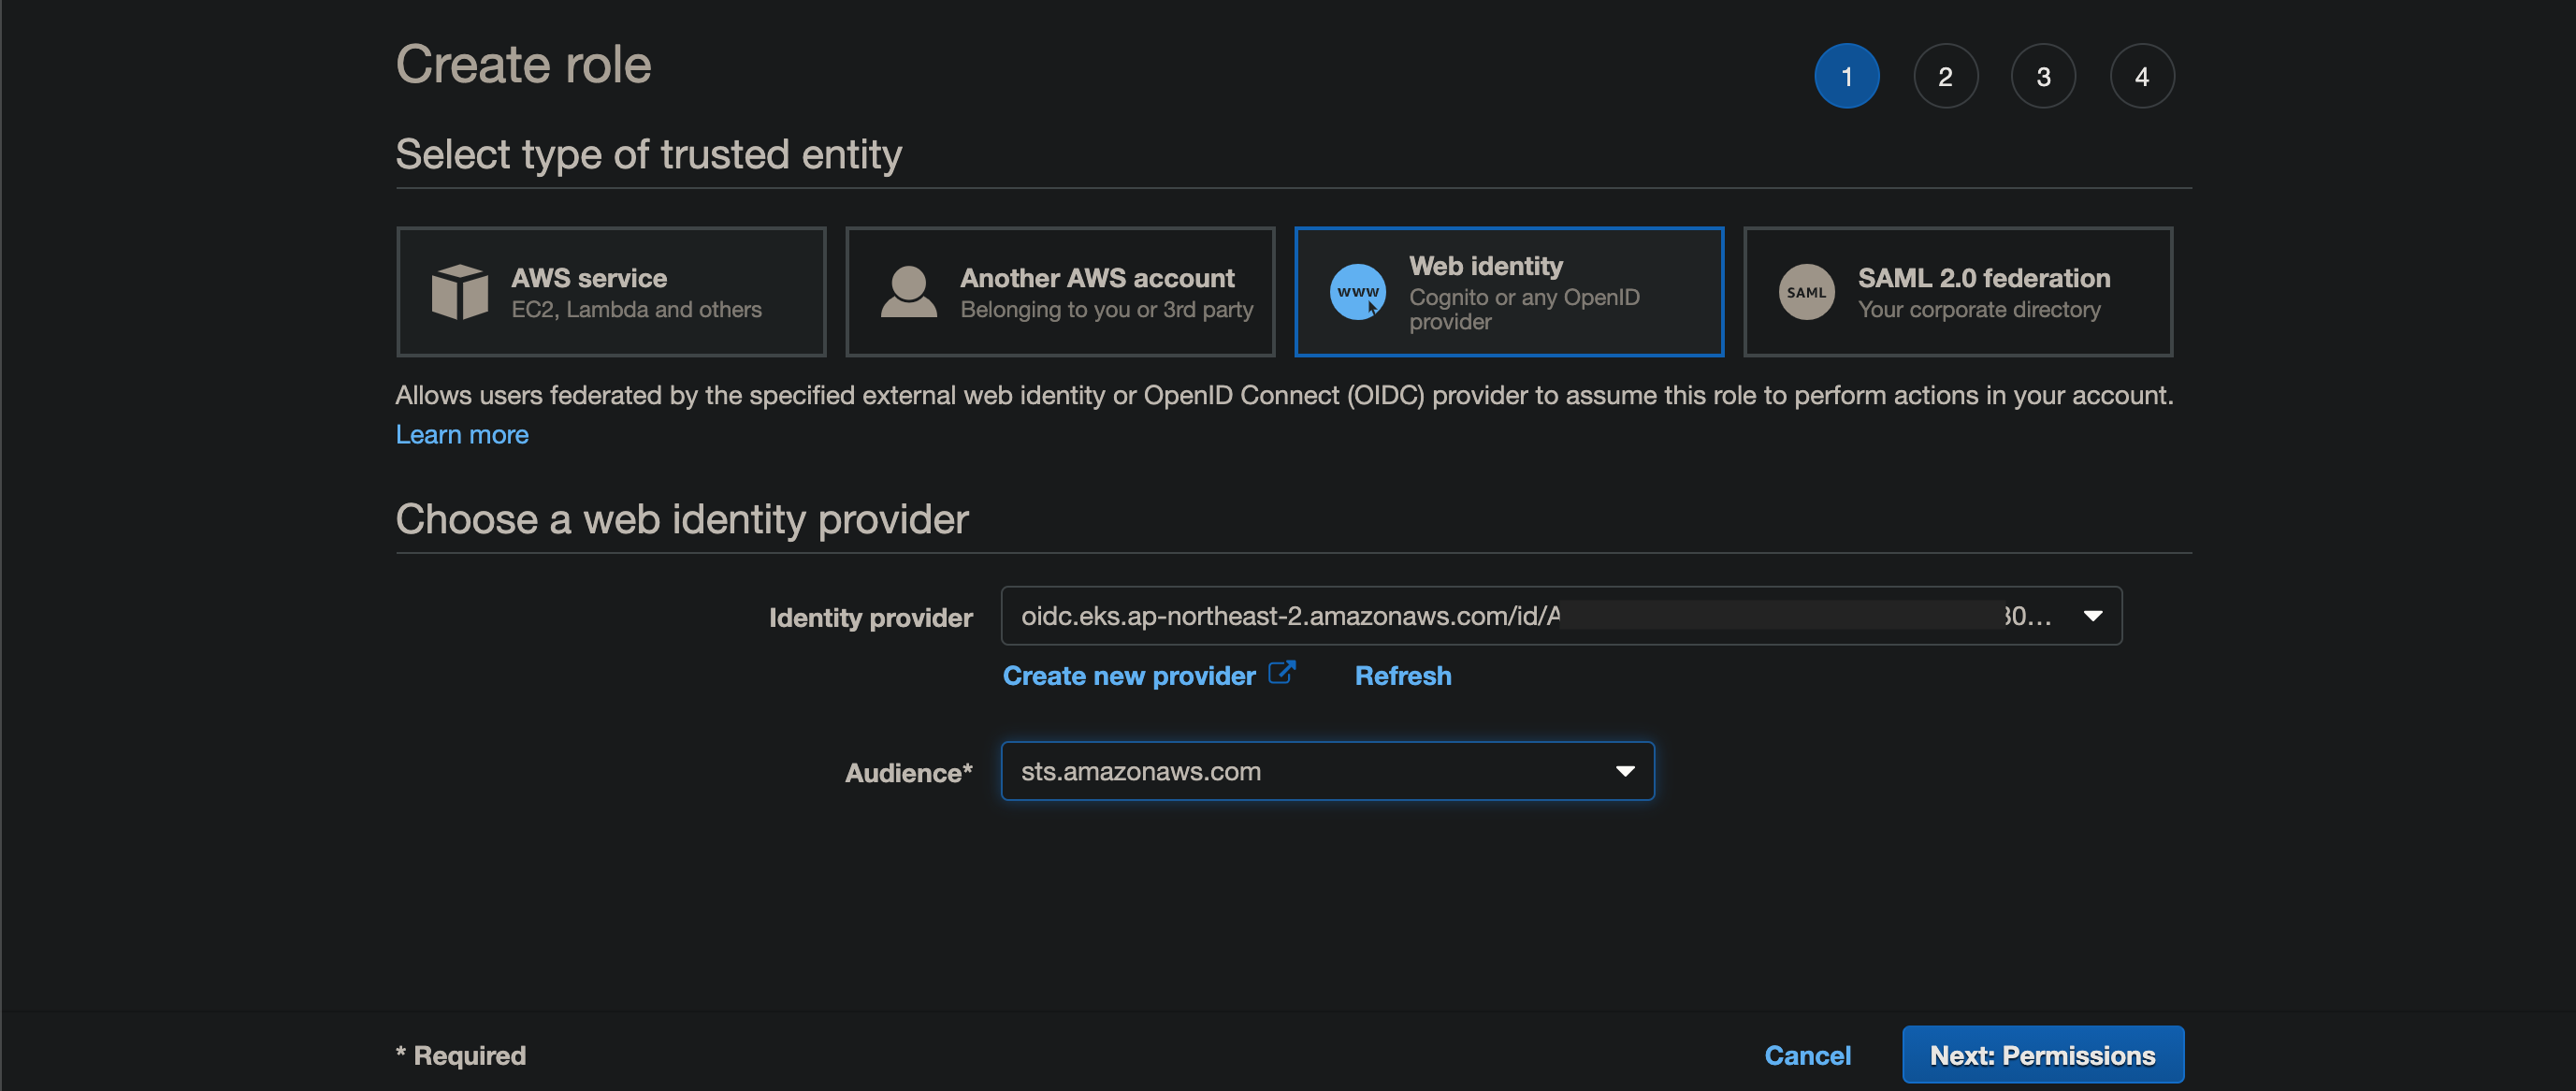 Create role
1 2 3 4
Select type of trusted entity
AWS service
EC2, Lambda and others
Another AWS account
Belonging to you or 3rd party
www
Web identity
Cognito or any OpenID
provider
SAML
SAML 2.0 federation
Your corporate directory
Allows users federated by the specified external web identity or OpenID Connect (OIDC) provider to assume this role to perform actions in your account.
Learn more
Choose a web identity provider
Identity provider oidc.eks.ap-northeast-2.amazonaws.com/id/A 30...
Create new provider Refresh
Audience* sts.amazonaws.com
* Required Cancel Next: Permissions